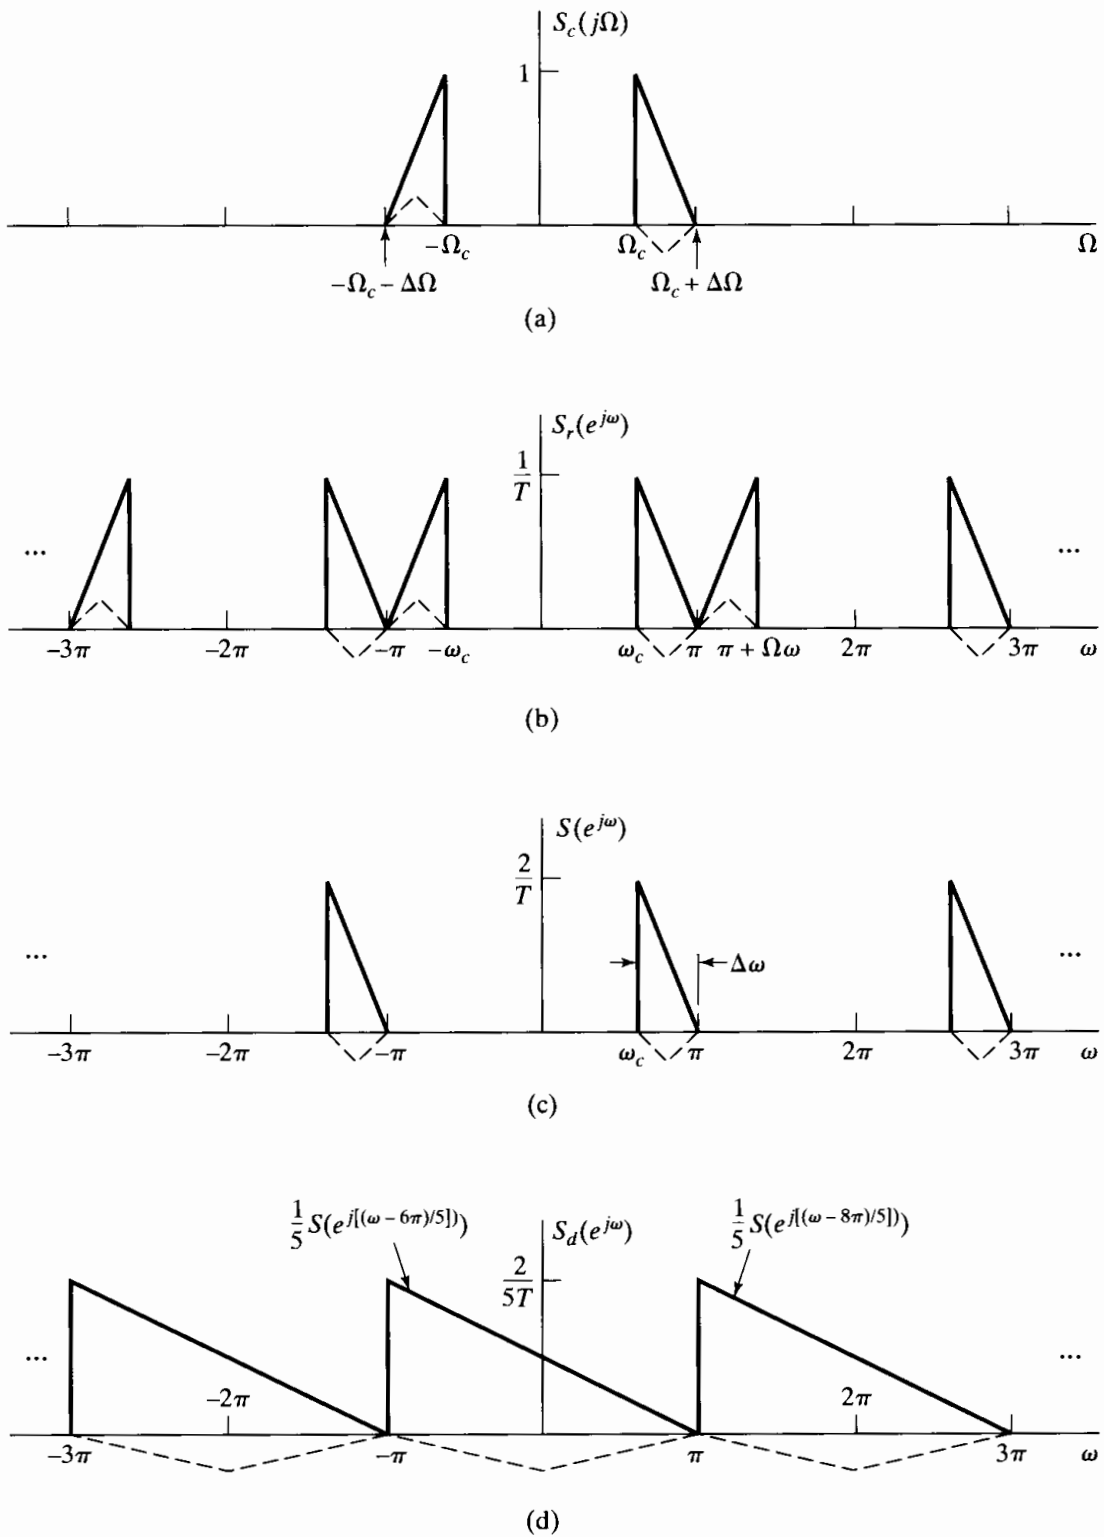 S_c(jΩ)
1
−Ω_c Ω_c Ω
−Ω_c − ΔΩ Ω_c + ΔΩ
(a)
S_r(e^{jω})
1/T
... ...
−3π −2π −π −ω_c ω_c π π + Ωω 2π 3π ω
(b)
S(e^{jω})
2/T
... Δω ...
−3π −2π −π ω_c π 2π 3π ω
(c)
1/5 S(e^{j[(ω − 6π)/5]}) S_d(e^{jω}) 1/5 S(e^{j[(ω − 8π)/5]})
2/5T
... ...
−2π 2π
−3π −π π 3π ω
(d)